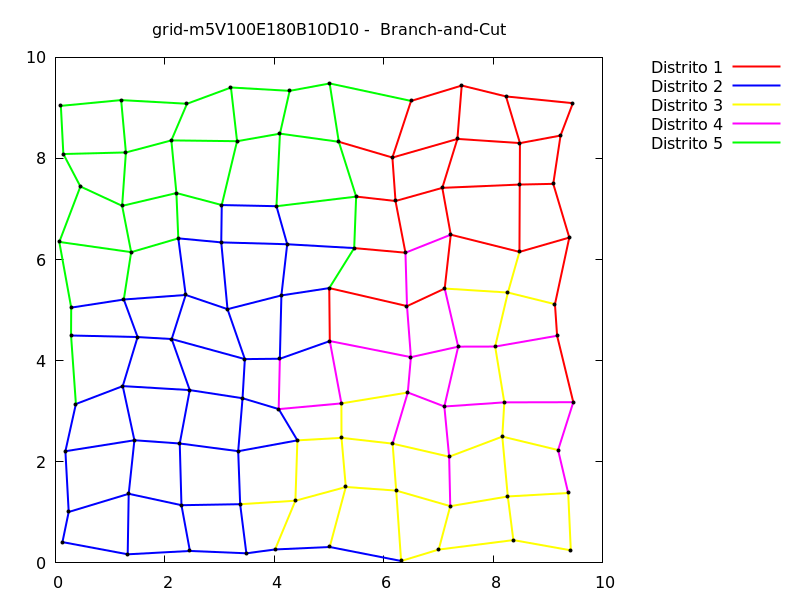 grid-m5V100E180B10D10 -  Branch-and-Cut
10
8
6
4
2
0
0 2 4 6 8 10
Distrito 1
Distrito 2
Distrito 3
Distrito 4
Distrito 5